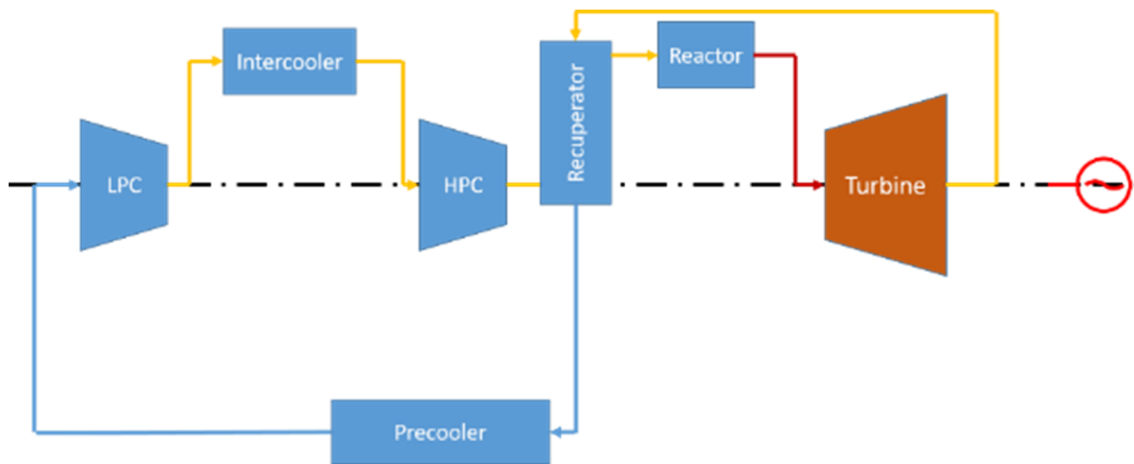 Intercooler
Reactor
Recuperator
LPC
HPC
Turbine
Precooler